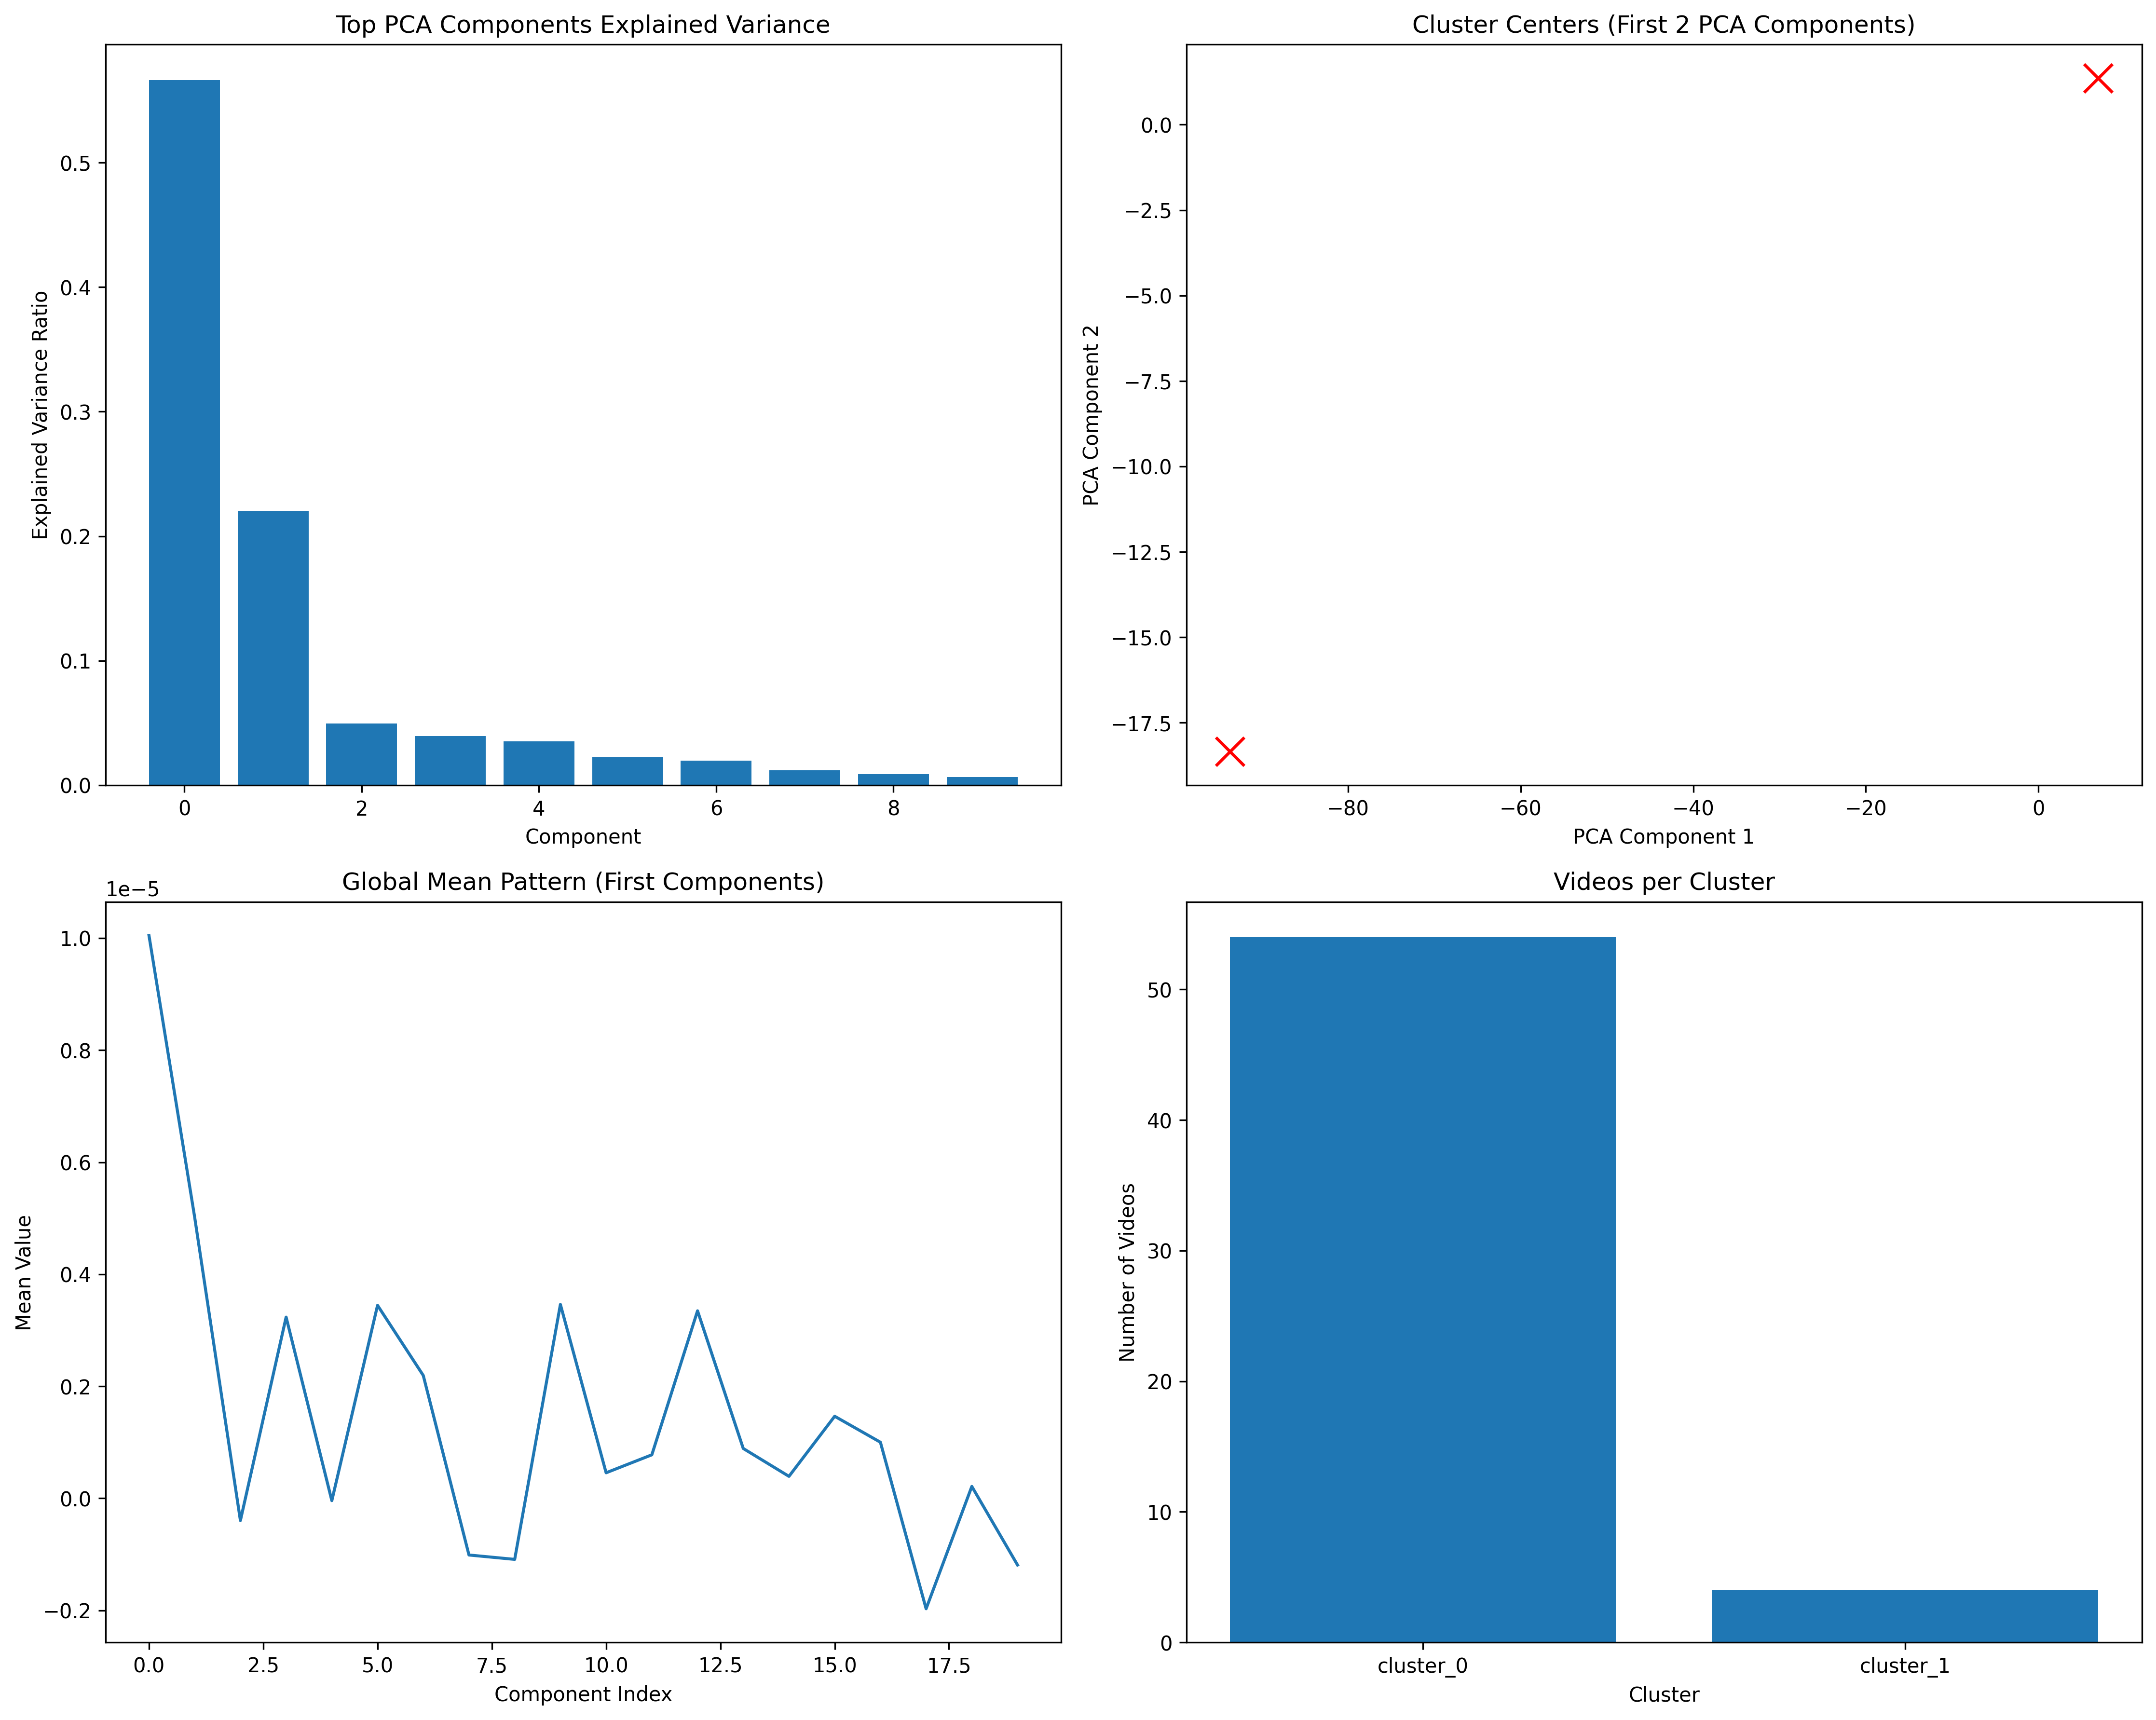 Top PCA Components Explained Variance
Explained Variance Ratio
0.5
0.4
0.3
0.2
0.1
0.0
0 2 4 6 8
Component
Cluster Centers (First 2 PCA Components)
PCA Component 2
0.0
−2.5
−5.0
−7.5
−10.0
−12.5
−15.0
−17.5
−80 −60 −40 −20 0
PCA Component 1
Global Mean Pattern (First Components)
1e−5
Mean Value
1.0
0.8
0.6
0.4
0.2
0.0
−0.2
0.0 2.5 5.0 7.5 10.0 12.5 15.0 17.5
Component Index
Videos per Cluster
Number of Videos
50
40
30
20
10
0
cluster_0 cluster_1
Cluster